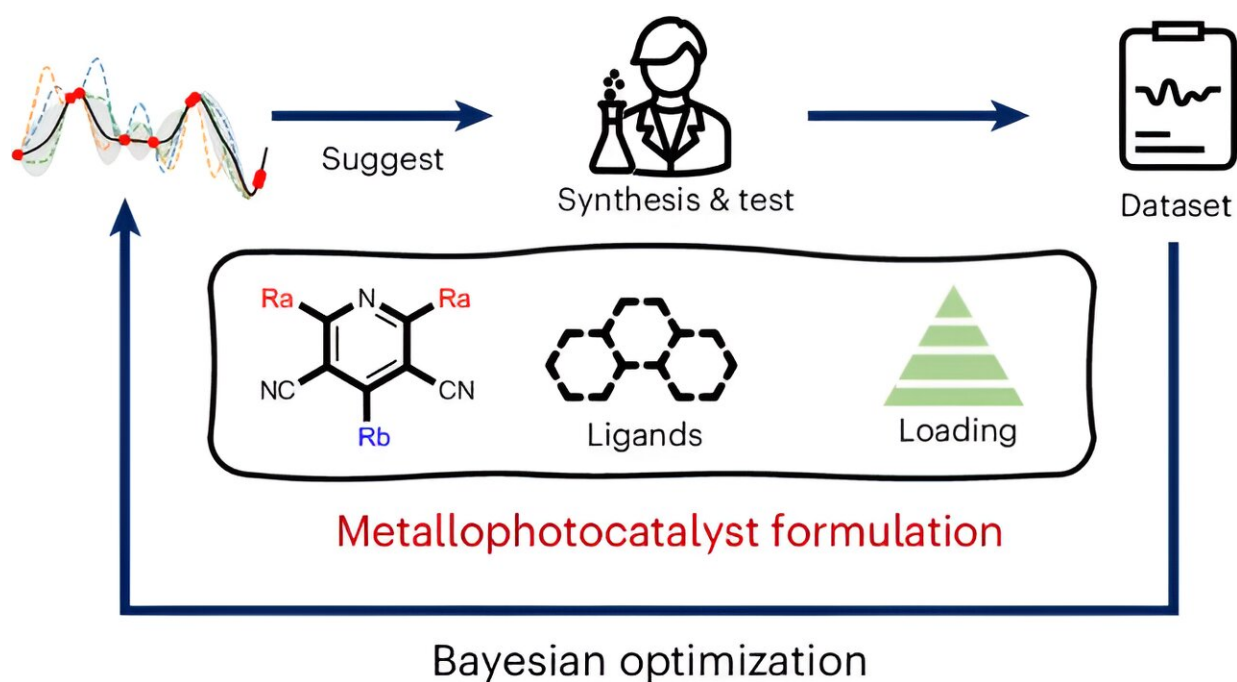 Suggest
Synthesis & test
Dataset
Ra N Ra
NC CN
Rb
Ligands
Loading
Metallophotocatalyst formulation
Bayesian optimization